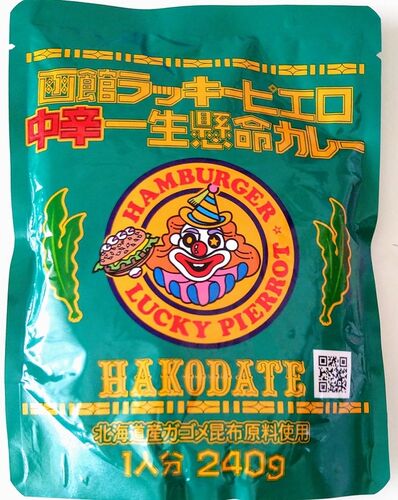 函館ラッキーピエロ
中辛一生懸命カレー
HAMBURGER
LUCKY PIERROT
HAKODATE
北海道産ガゴメ昆布原料使用
1人分 240g